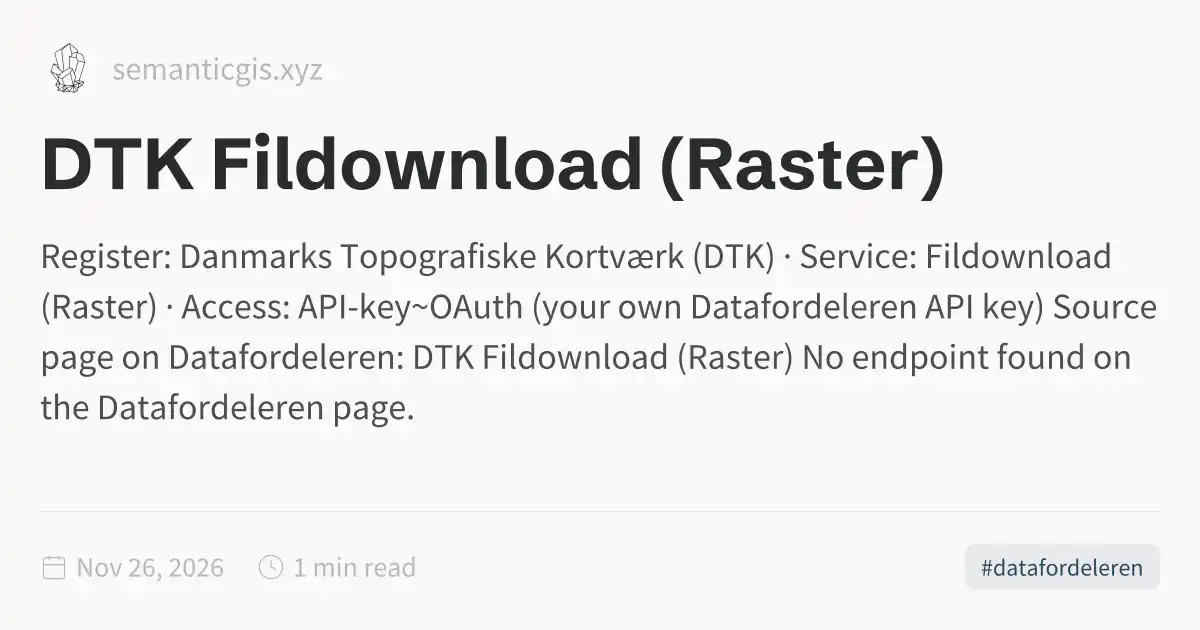 semanticgis.xyz
DTK Fildownload (Raster)
Register: Danmarks Topografiske Kortværk (DTK) · Service: Fildownload
(Raster) · Access: API-key~OAuth (your own Datafordeleren API key) Source
page on Datafordeleren: DTK Fildownload (Raster) No endpoint found on
the Datafordeleren page.
Nov 26, 2026 1 min read #datafordeleren